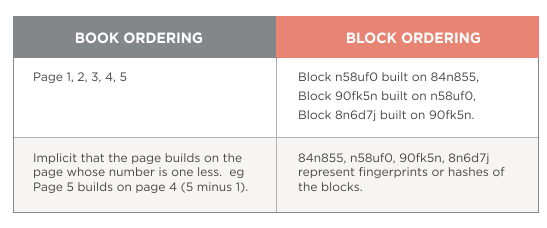 BOOK ORDERING
BLOCK ORDERING
Page 1, 2, 3, 4, 5
Block n58uf0 built on 84n855,
Block 90fk5n built on n58uf0,
Block 8n6d7j built on 90fk5n.
Implicit that the page builds on the
page whose number is one less.  eg
Page 5 builds on page 4 (5 minus 1).
84n855, n58uf0, 90fk5n, 8n6d7j
represent fingerprints or hashes of
the blocks.